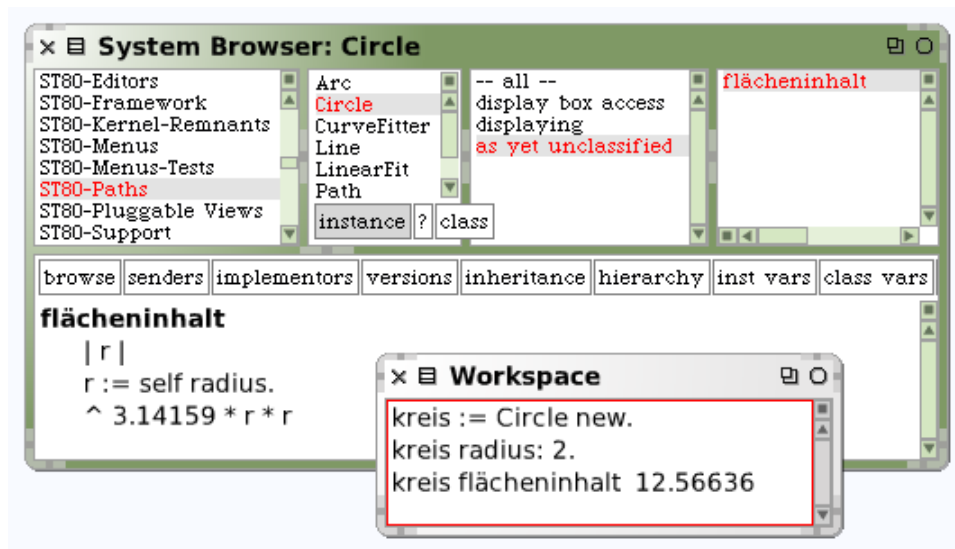 System Browser: Circle
ST80-Editors
ST80-Framework
ST80-Kernel-Remnants
ST80-Menus
ST80-Menus-Tests
ST80-Paths
ST80-Pluggable Views
ST80-Support
Arc
Circle
CurveFitter
Line
LinearFit
Path
instance ? class
-- all --
display box access
displaying
as yet unclassified
flächeninhalt
browse senders implementors versions inheritance hierarchy inst vars class vars
flächeninhalt
| r |
r := self radius.
^ 3.14159 * r * r
Workspace
kreis := Circle new.
kreis radius: 2.
kreis flächeninhalt 12.56636